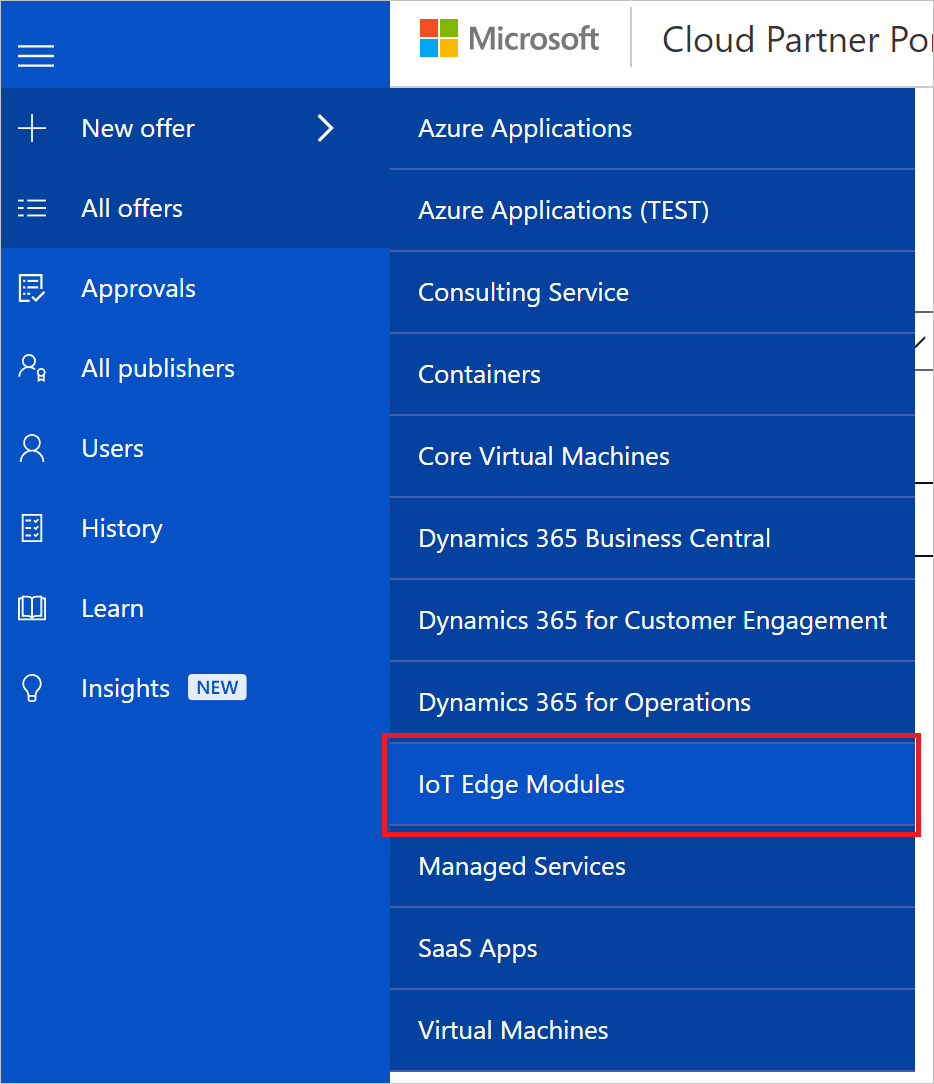 Microsoft
Cloud Partner Po
New offer
All offers
Approvals
All publishers
Users
History
Learn
Insights NEW
Azure Applications
Azure Applications (TEST)
Consulting Service
Containers
Core Virtual Machines
Dynamics 365 Business Central
Dynamics 365 for Customer Engagement
Dynamics 365 for Operations
IoT Edge Modules
Managed Services
SaaS Apps
Virtual Machines